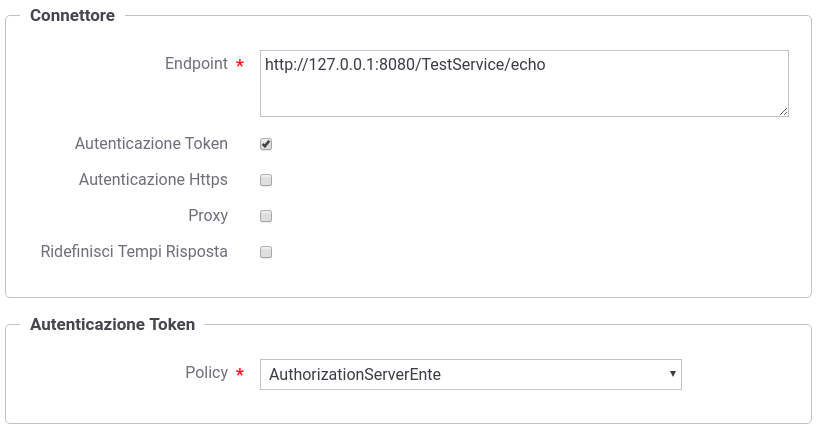 Connettore
Endpoint *
http://127.0.0.1:8080/TestService/echo
Autenticazione Token
Autenticazione Https
Proxy
Ridefinisci Tempi Risposta
Autenticazione Token
Policy *
AuthorizationServerEnte